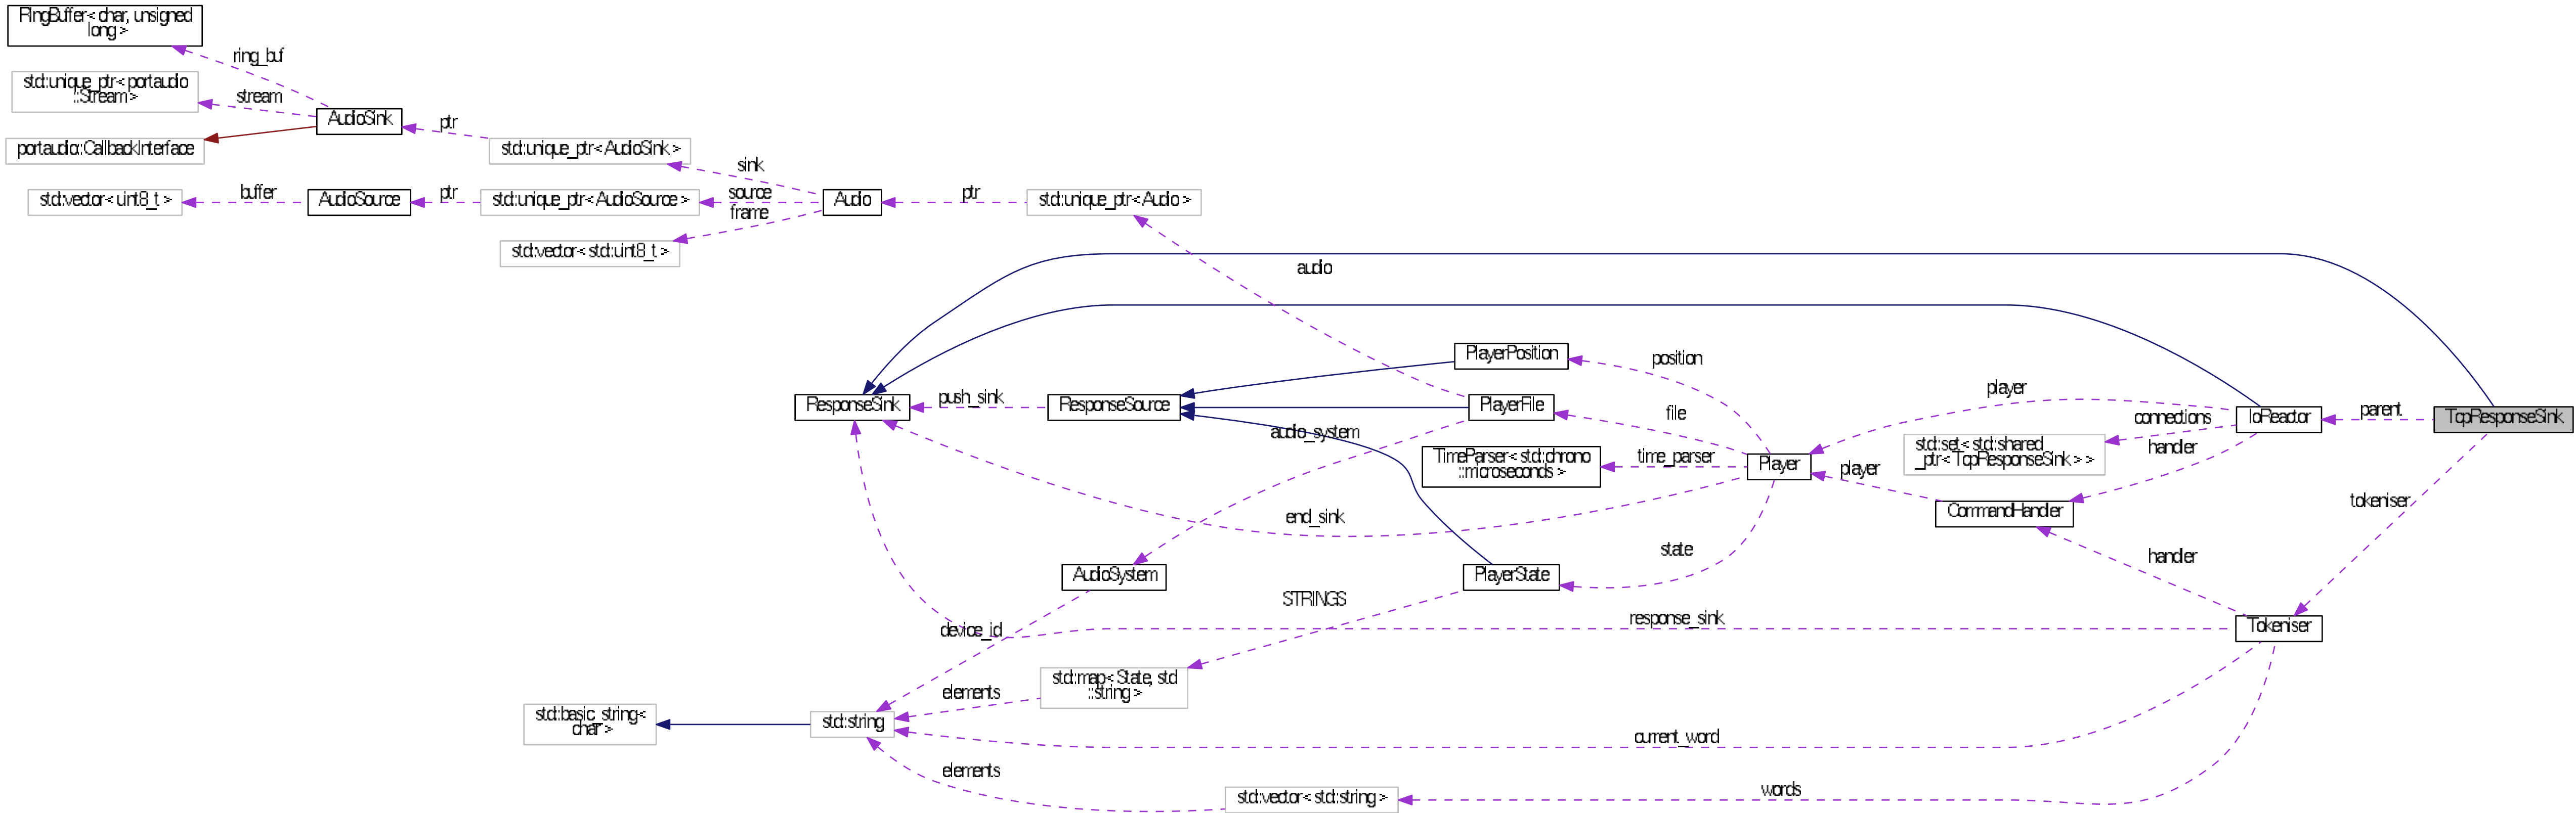 RingBuffer< char, unsigned
long >
ring_buf
std::unique_ptr< portaudio
::Stream >
stream
AudioSink
ptr
portaudio::CallbackInterface
std::unique_ptr< AudioSink >
sink
std::vector< uint8_t >
buffer
AudioSource
ptr
std::unique_ptr< AudioSource >
source
frame
Audio
ptr
std::unique_ptr< Audio >
std::vector< std::uint8_t >
audio
PlayerPosition
position
ResponseSink
push_sink
ResponseSource
PlayerFile
file
player
connections
IoReactor
parent
TcpResponseSink
audio_system
TimeParser< std::chrono
::microseconds >
time_parser
Player
player
std::set< std::shared
_ptr< TcpResponseSink > >
handler
end_sink
CommandHandler
tokeniser
state
handler
AudioSystem
PlayerState
STRINGS
device_id
response_sink
Tokeniser
std::map< State, std
::string >
elements
std::basic_string<
char >
std::string
current_word
elements
std::vector< std::string >
words